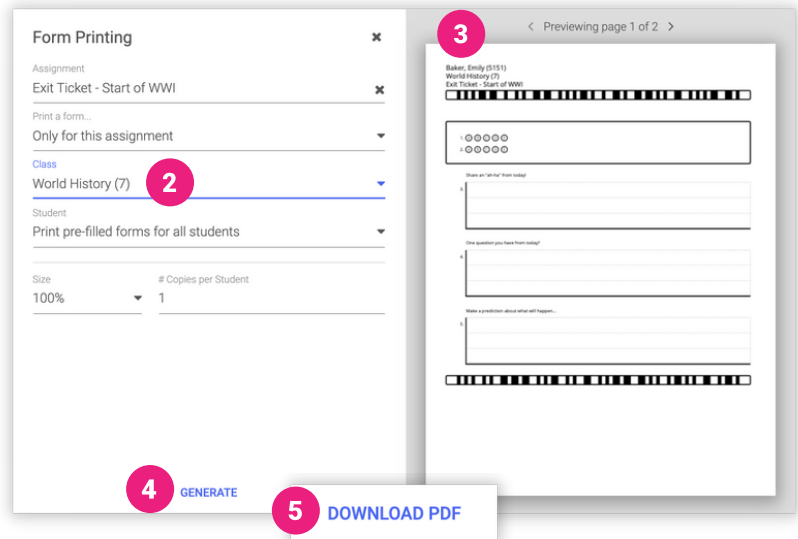 Form Printing
Assignment
Exit Ticket - Start of WWI
Print a form...
Only for this assignment
Class
World History (7)
2
Student
Print pre-filled forms for all students
Size
# Copies per Student
100%
1
4
GENERATE
5
DOWNLOAD PDF
3
Previewing page 1 of 2
Baker, Emily (5151)
World History (7)
Exit Ticket - Start of WWI
1.
2.
Share an "ah-ha" from today!
3.
One question you have from today?
4.
Make a prediction about what will happen...
5.